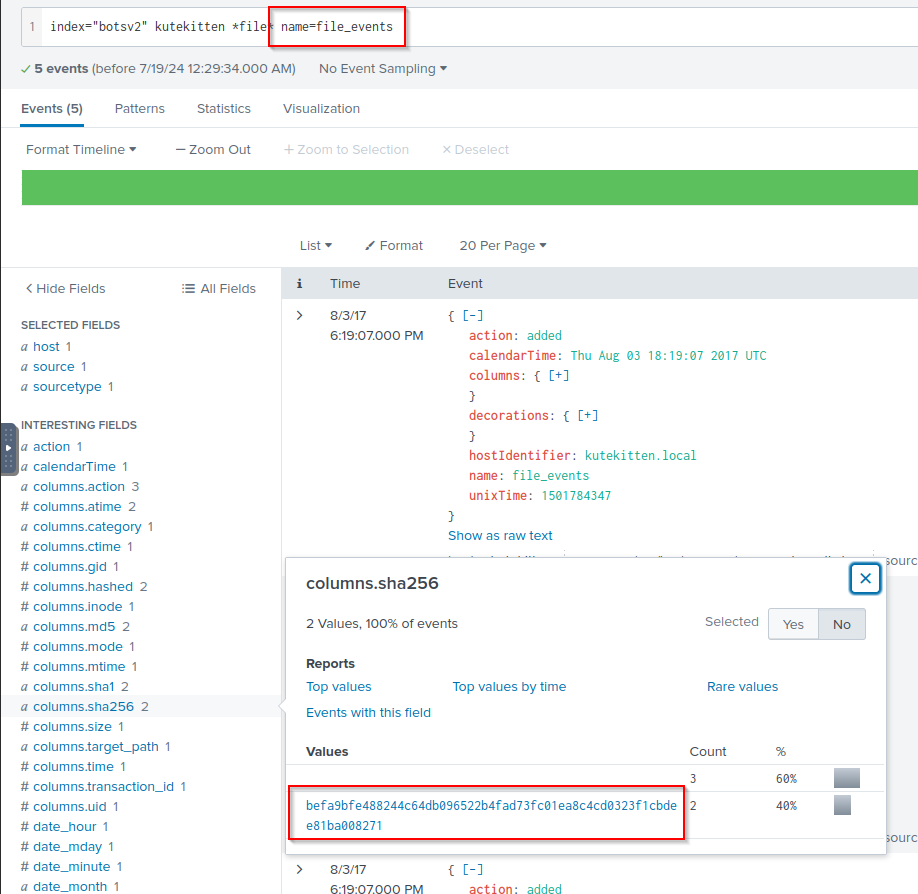 1 index="botsv2" kutekitten *file* name=file_events
5 events (before 7/19/24 12:29:34.000 AM) No Event Sampling
Events (5) Patterns Statistics Visualization
Format Timeline — Zoom Out + Zoom to Selection × Deselect
List Format 20 Per Page
< Hide Fields All Fields i Time Event
SELECTED FIELDS
a host 1
a source 1
a sourcetype 1
INTERESTING FIELDS
a action 1
a calendarTime 1
a columns.action 3
# columns.atime 2
a columns.category 1
# columns.ctime 1
# columns.gid 1
# columns.hashed 2
# columns.inode 1
a columns.md5 2
# columns.mode 1
# columns.mtime 1
a columns.sha1 2
a columns.sha256 2
# columns.size 1
a columns.target_path 1
# columns.time 1
# columns.transaction_id 1
# columns.uid 1
# date_hour 1
# date_mday 1
# date_minute 1
a date_month 1
> 8/3/17 { [-]
6:19:07.000 PM action: added
calendarTime: Thu Aug 03 18:19:07 2017 UTC
columns: { [+]
}
decorations: { [+]
}
hostIdentifier: kutekitten.local
name: file_events
unixTime: 1501784347
}
Show as raw text
sourc
columns.sha256 ×
2 Values, 100% of events Selected Yes No
Reports
Top values Top values by time Rare values
Events with this field
Values Count %
3 60%
befa9bfe488244c64db096522b4fad73fc01ea8c4cd0323f1cbde 2 40%
e81ba008271
sourc
> 8/3/17 { [-]
6:19:07.000 PM action: added